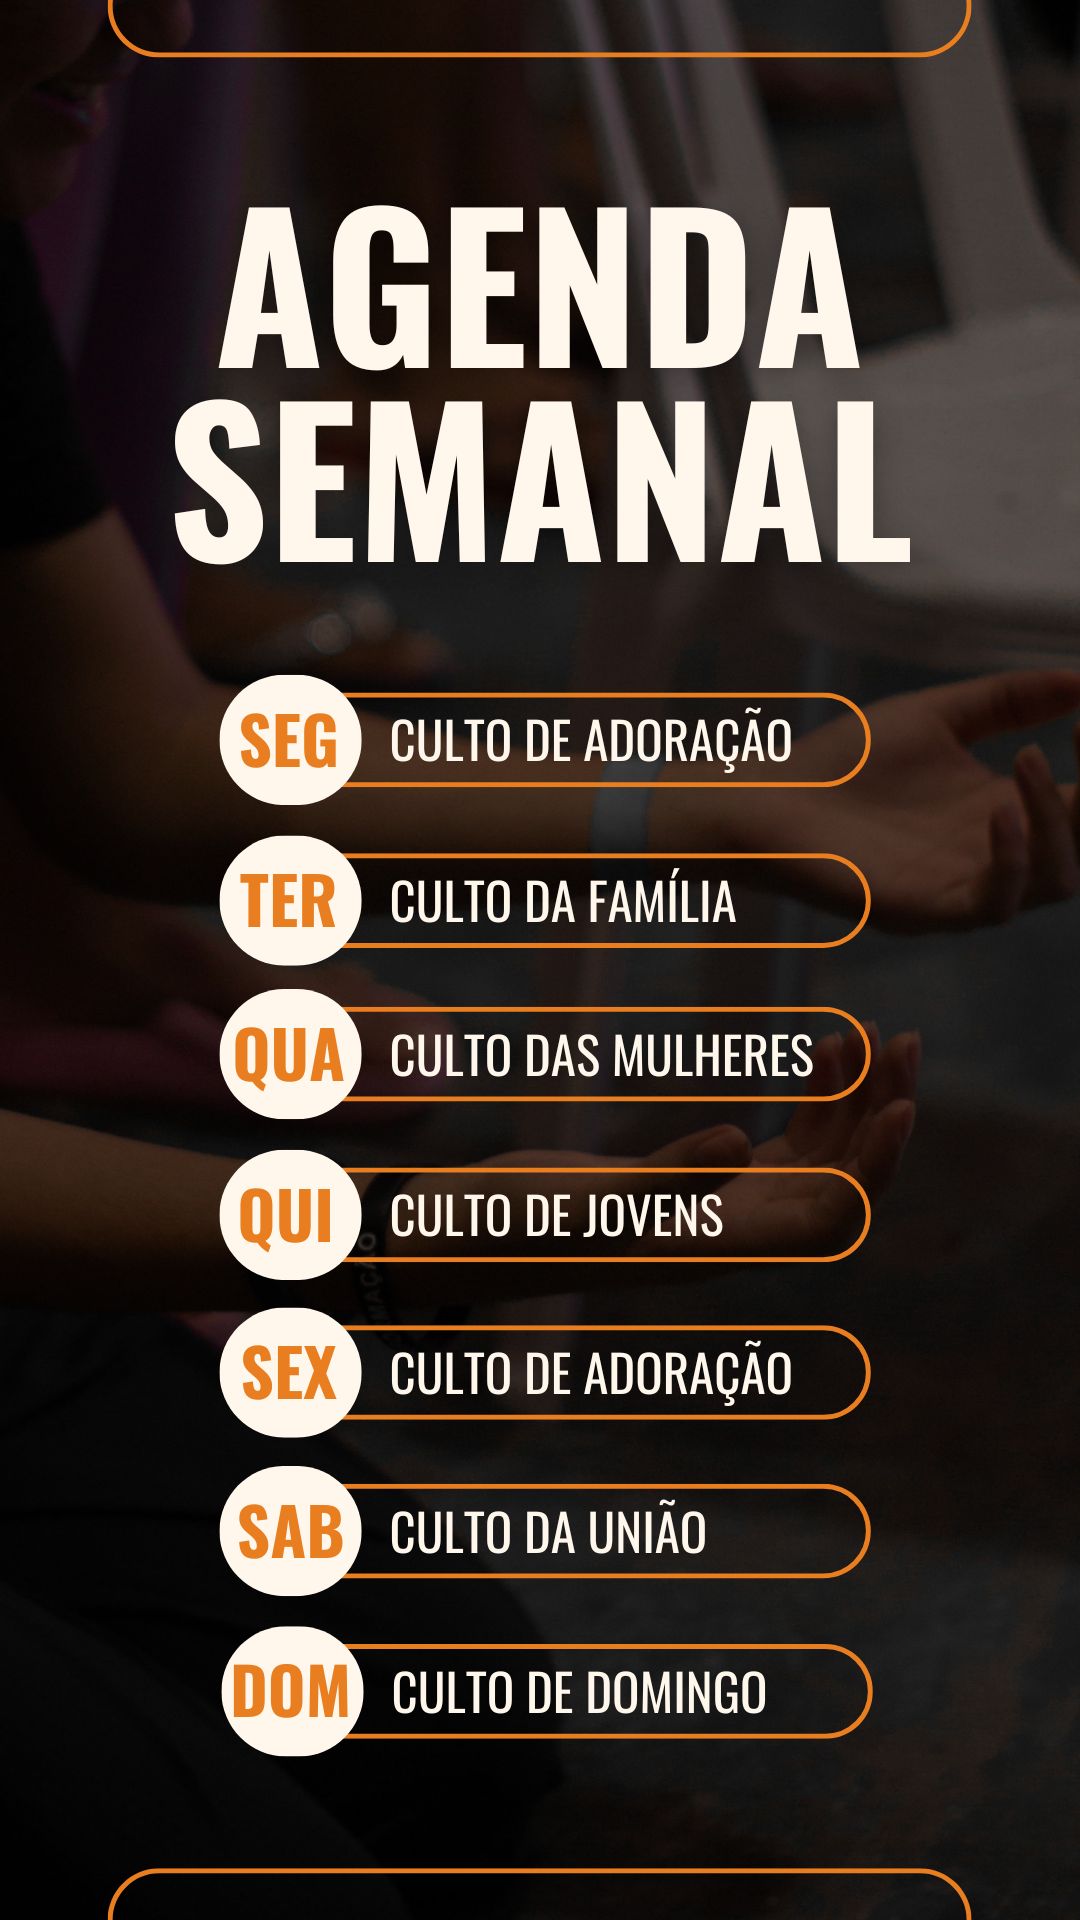 AGENDA
SEMANAL
SEG CULTO DE ADORAÇÃO
TER CULTO DA FAMÍLIA
QUA CULTO DAS MULHERES
QUI CULTO DE JOVENS
SEX CULTO DE ADORAÇÃO
SAB CULTO DA UNIÃO
DOM CULTO DE DOMINGO